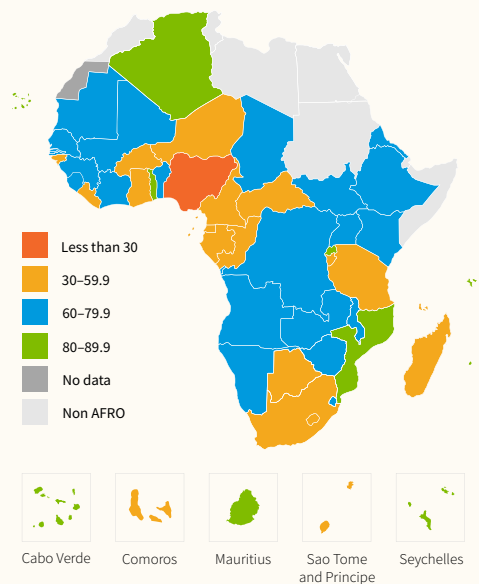 Less than 30
30–59.9
60–79.9
80–89.9
No data
Non AFRO
Cabo Verde
Comoros
Mauritius
Sao Tome
and Principe
Seychelles